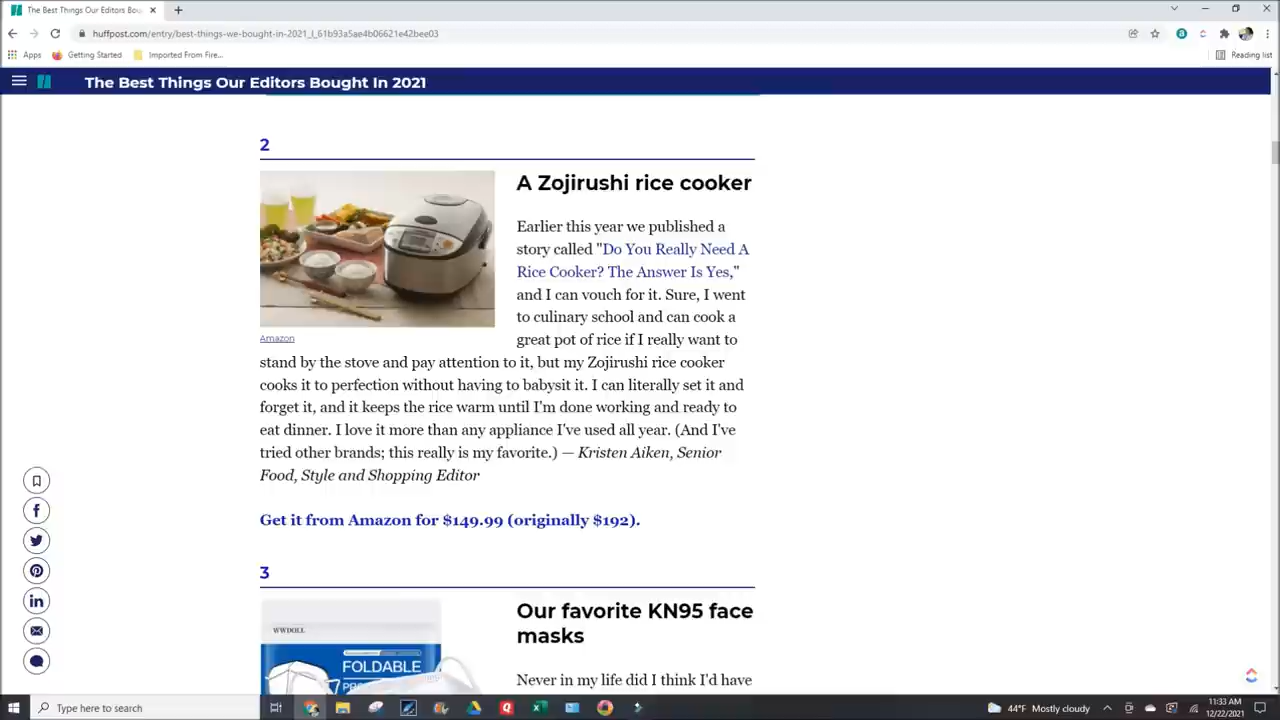 The Best Things Our Editors Bou
huffpost.com/entry/best-things-we-bought-in-2021_l_61b93a5ae4b06621e42bee03
Apps
Getting Started
Imported From Fire...
Reading list
The Best Things Our Editors Bought In 2021
2
A Zojirushi rice cooker
Earlier this year we published a
story called "Do You Really Need A
Rice Cooker? The Answer Is Yes,"
and I can vouch for it. Sure, I went
to culinary school and can cook a
great pot of rice if I really want to
Amazon
stand by the stove and pay attention to it, but my Zojirushi rice cooker
cooks it to perfection without having to babysit it. I can literally set it and
forget it, and it keeps the rice warm until I'm done working and ready to
eat dinner. I love it more than any appliance I've used all year. (And I've
tried other brands; this really is my favorite.) — Kristen Aiken, Senior
Food, Style and Shopping Editor
Get it from Amazon for $149.99 (originally $192).
3
Our favorite KN95 face
masks
WWDOLL
FOLDABLE
Never in my life did I think I'd have
Type here to search
44°F Mostly cloudy
11:33 AM
12/22/2021